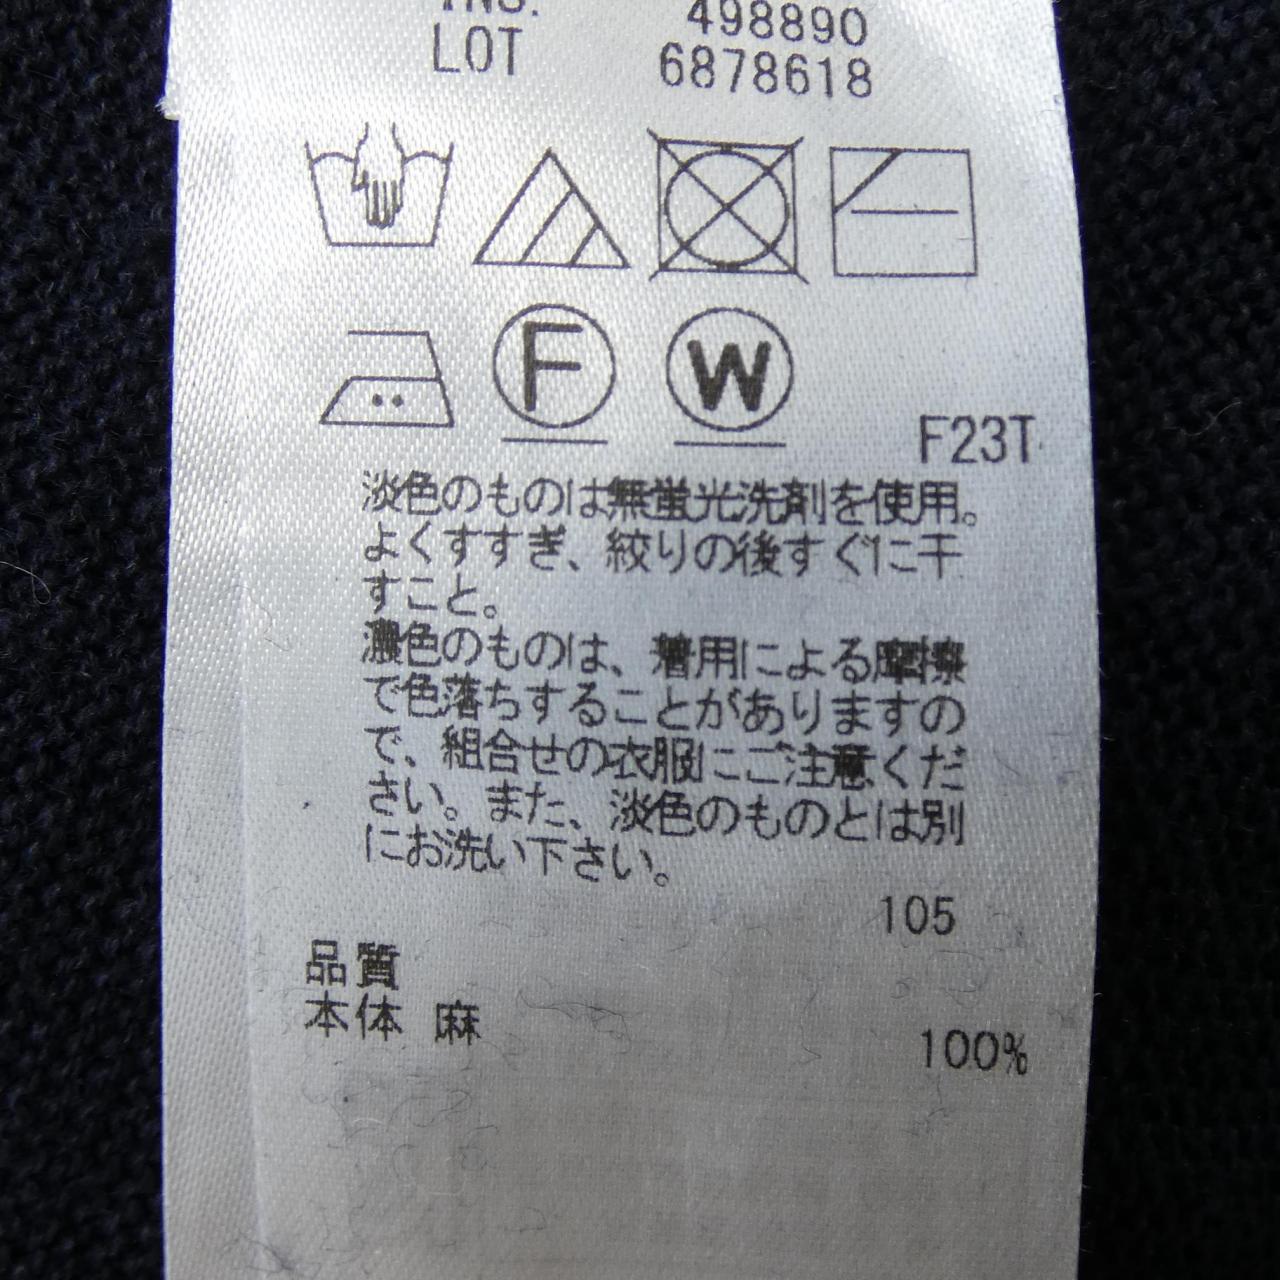 INS. 498890
LOT 6878618
F
W
F23T
淡色のものは無蛍光洗剤を使用。
よくすすぎ、絞りの後すぐに干
すこと。
濃色のものは、着用による摩擦
で色落ちすることがありますの
で、組合せの衣服にご注意くだ
さい。また、淡色のものとは別
にお洗い下さい。
105
品質
本体 麻 100%